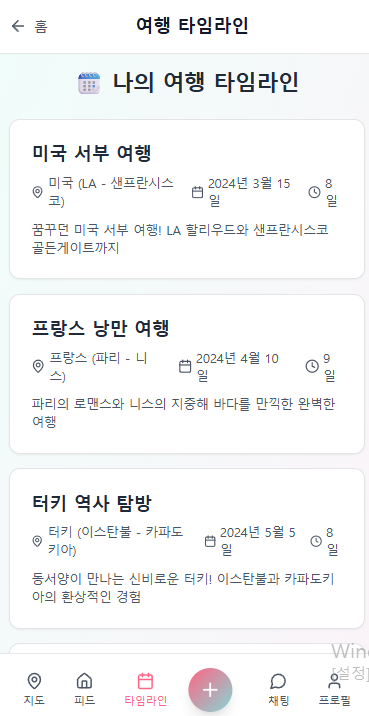 홈 여행 타임라인
나의 여행 타임라인
미국 서부 여행
미국 (LA - 샌프란시스코)
2024년 3월 15일
8일
꿈꾸던 미국 서부 여행! LA 할리우드와 샌프란시스코
골든게이트까지
프랑스 낭만 여행
프랑스 (파리 - 니스)
2024년 4월 10일
9일
파리의 로맨스와 니스의 지중해 바다를 만끽한 완벽한
여행
터키 역사 탐방
터키 (이스탄불 - 카파도키아)
2024년 5월 5일
8일
동서양이 만나는 신비로운 터키! 이스탄불과 카파도키
아의 환상적인 경험
[설정]
지도 피드 타임라인 채팅 프로필